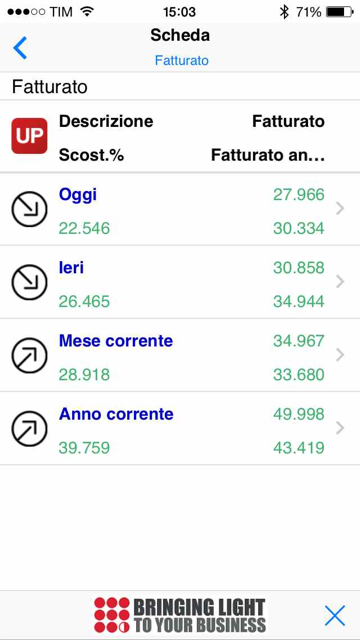 TIM 15:03 71%
Scheda
Fatturato
Fatturato
UP Descrizione Fatturato
Scost.% Fatturato an...
Oggi 27.966
22.546 30.334
Ieri 30.858
26.465 34.944
Mese corrente 34.967
28.918 33.680
Anno corrente 49.998
39.759 43.419
BRINGING LIGHT
TO YOUR BUSINESS